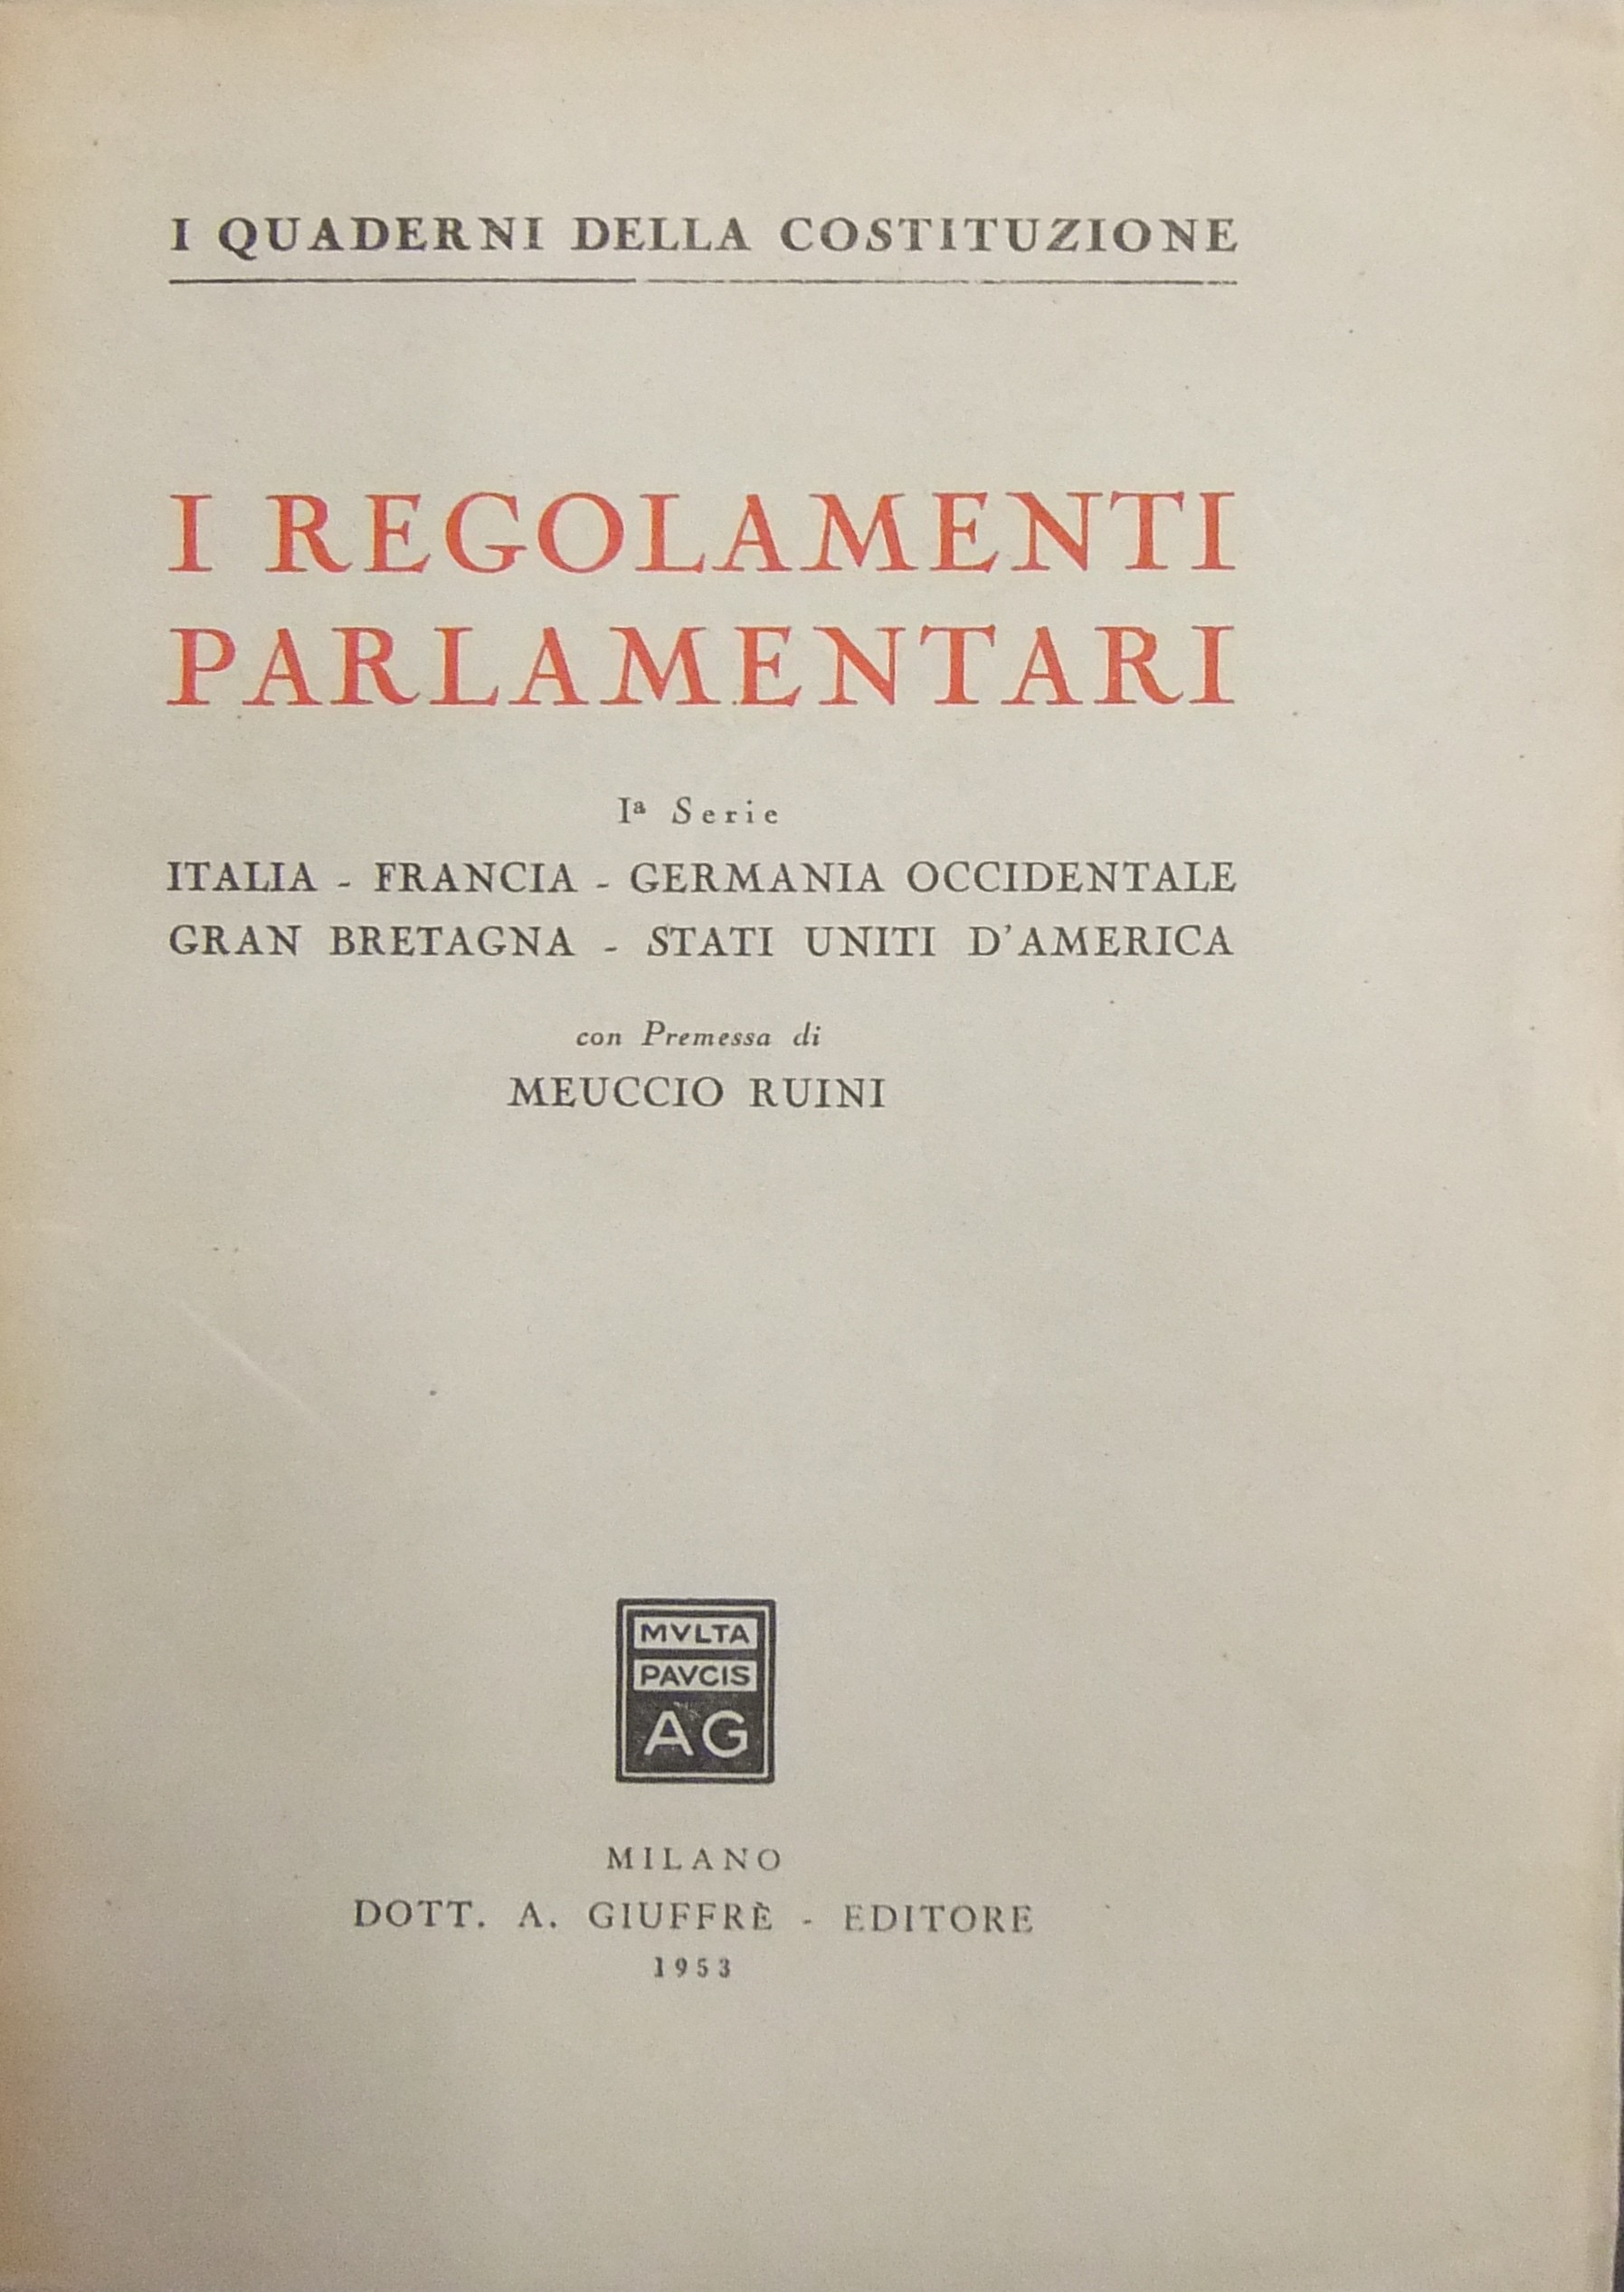 I QUADERNI DELLA COSTITUZIONE
I REGOLAMENTI
PARLAMENTARI
Iª Serie
ITALIA - FRANCIA - GERMANIA OCCIDENTALE
GRAN BRETAGNA - STATI UNITI D'AMERICA
con Premessa di
MEUCCIO RUINI
MVLTA
PAVCIS
AG
MILANO
DOTT. A. GIUFFRÈ - EDITORE
1953